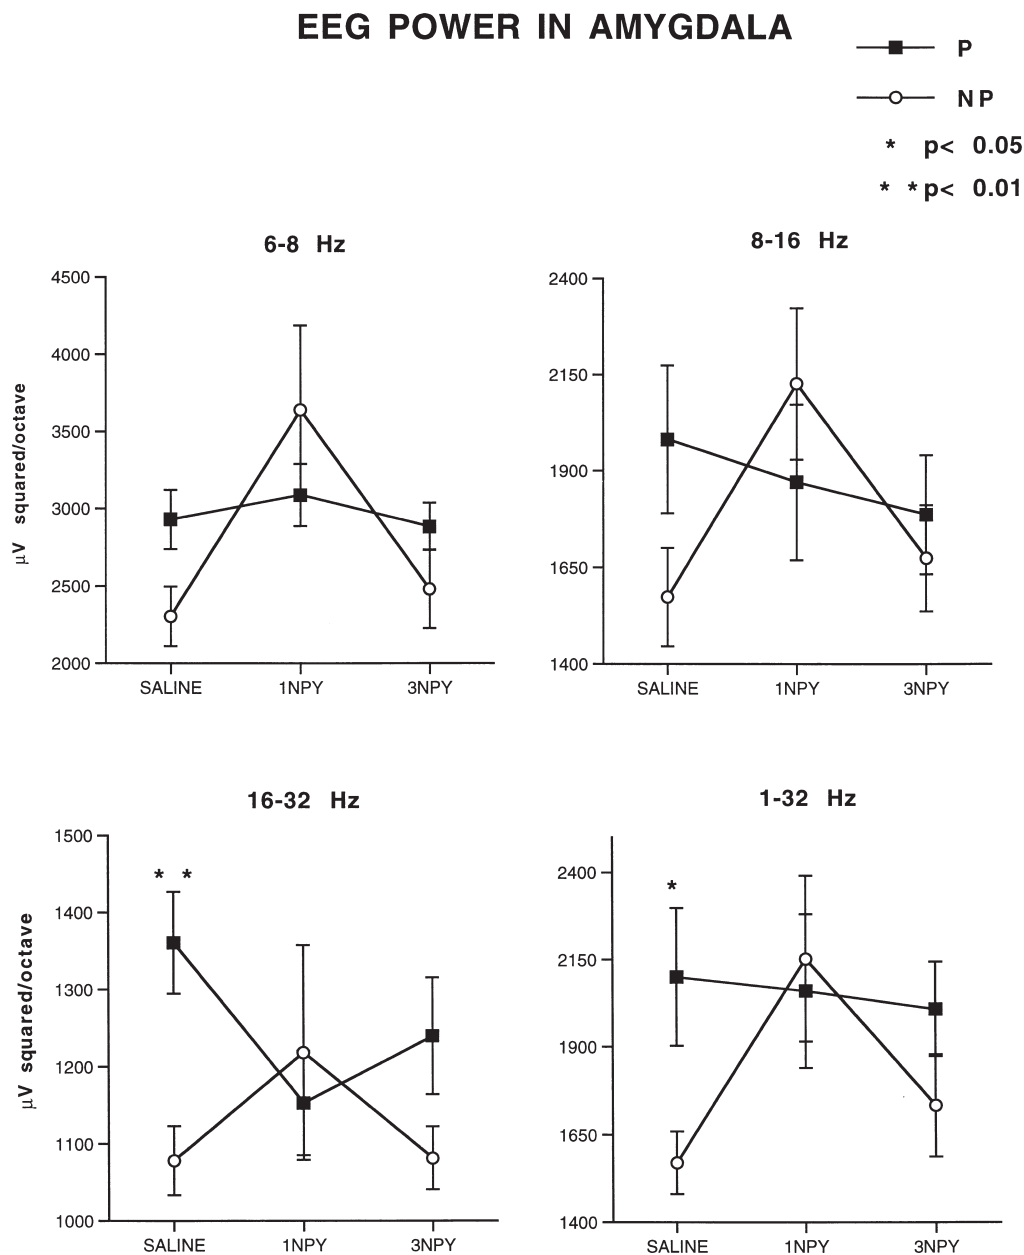 EEG POWER IN AMYGDALA
P
NP
* p< 0.05
* * p< 0.01
6-8 Hz
4500
4000
3500
3000
2500
2000
μV squared/octave
SALINE 1NPY 3NPY
8-16 Hz
2400
2150
1900
1650
1400
SALINE 1NPY 3NPY
16-32 Hz
1500
1400
1300
1200
1100
1000
μV squared/octave
* *
SALINE 1NPY 3NPY
1-32 Hz
2400
2150
1900
1650
1400
*
SALINE 1NPY 3NPY